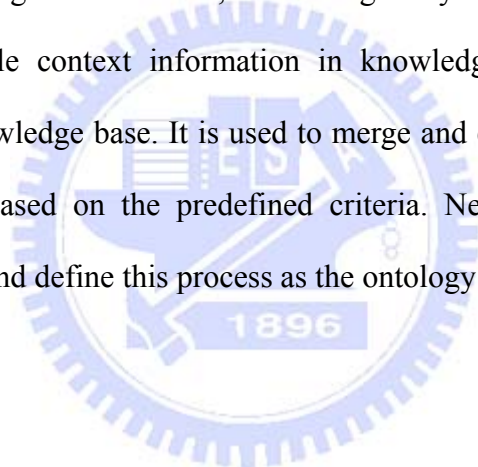 le context information in knowledg
wledge base. It is used to merge and
ased on the predefined criteria. Ne
nd define this process as the ontology
E S A
1896